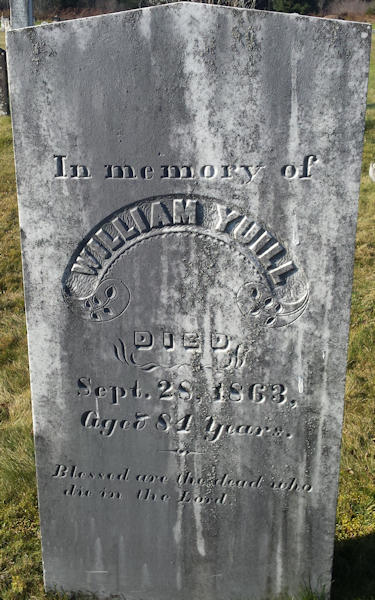 In memory of
WILLIAM YUILL
DIED
Sept. 28, 1863,
Aged 84 Years.
Blessed are the dead who
die in the Lord.